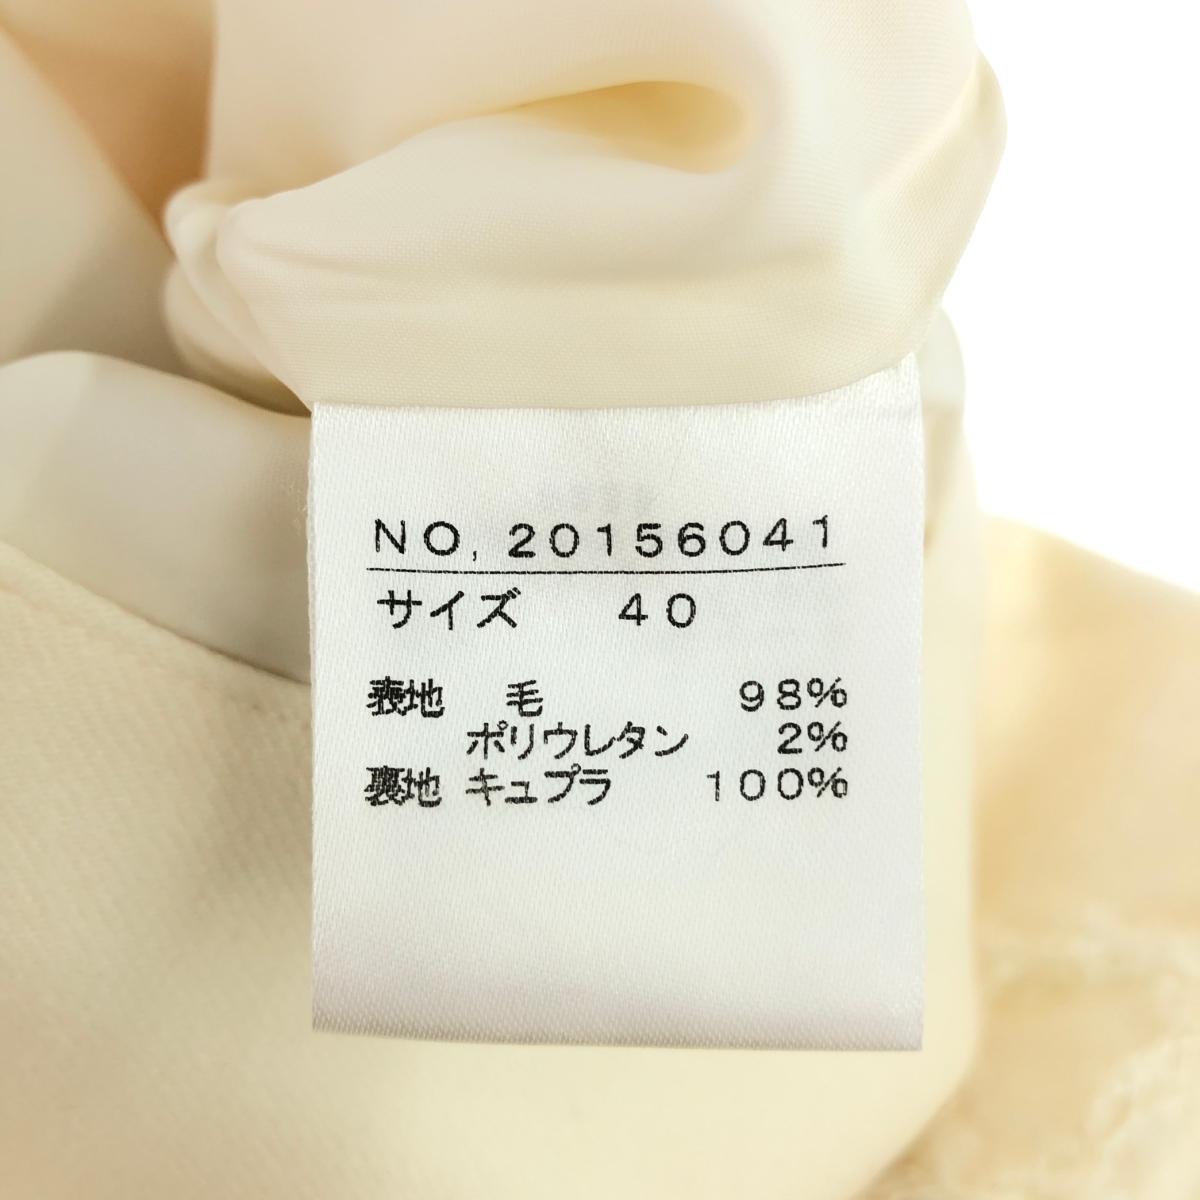 NO,20156041
サイズ 40
表地 毛 98%
ポリウレタン 2%
裏地 キュプラ 100%